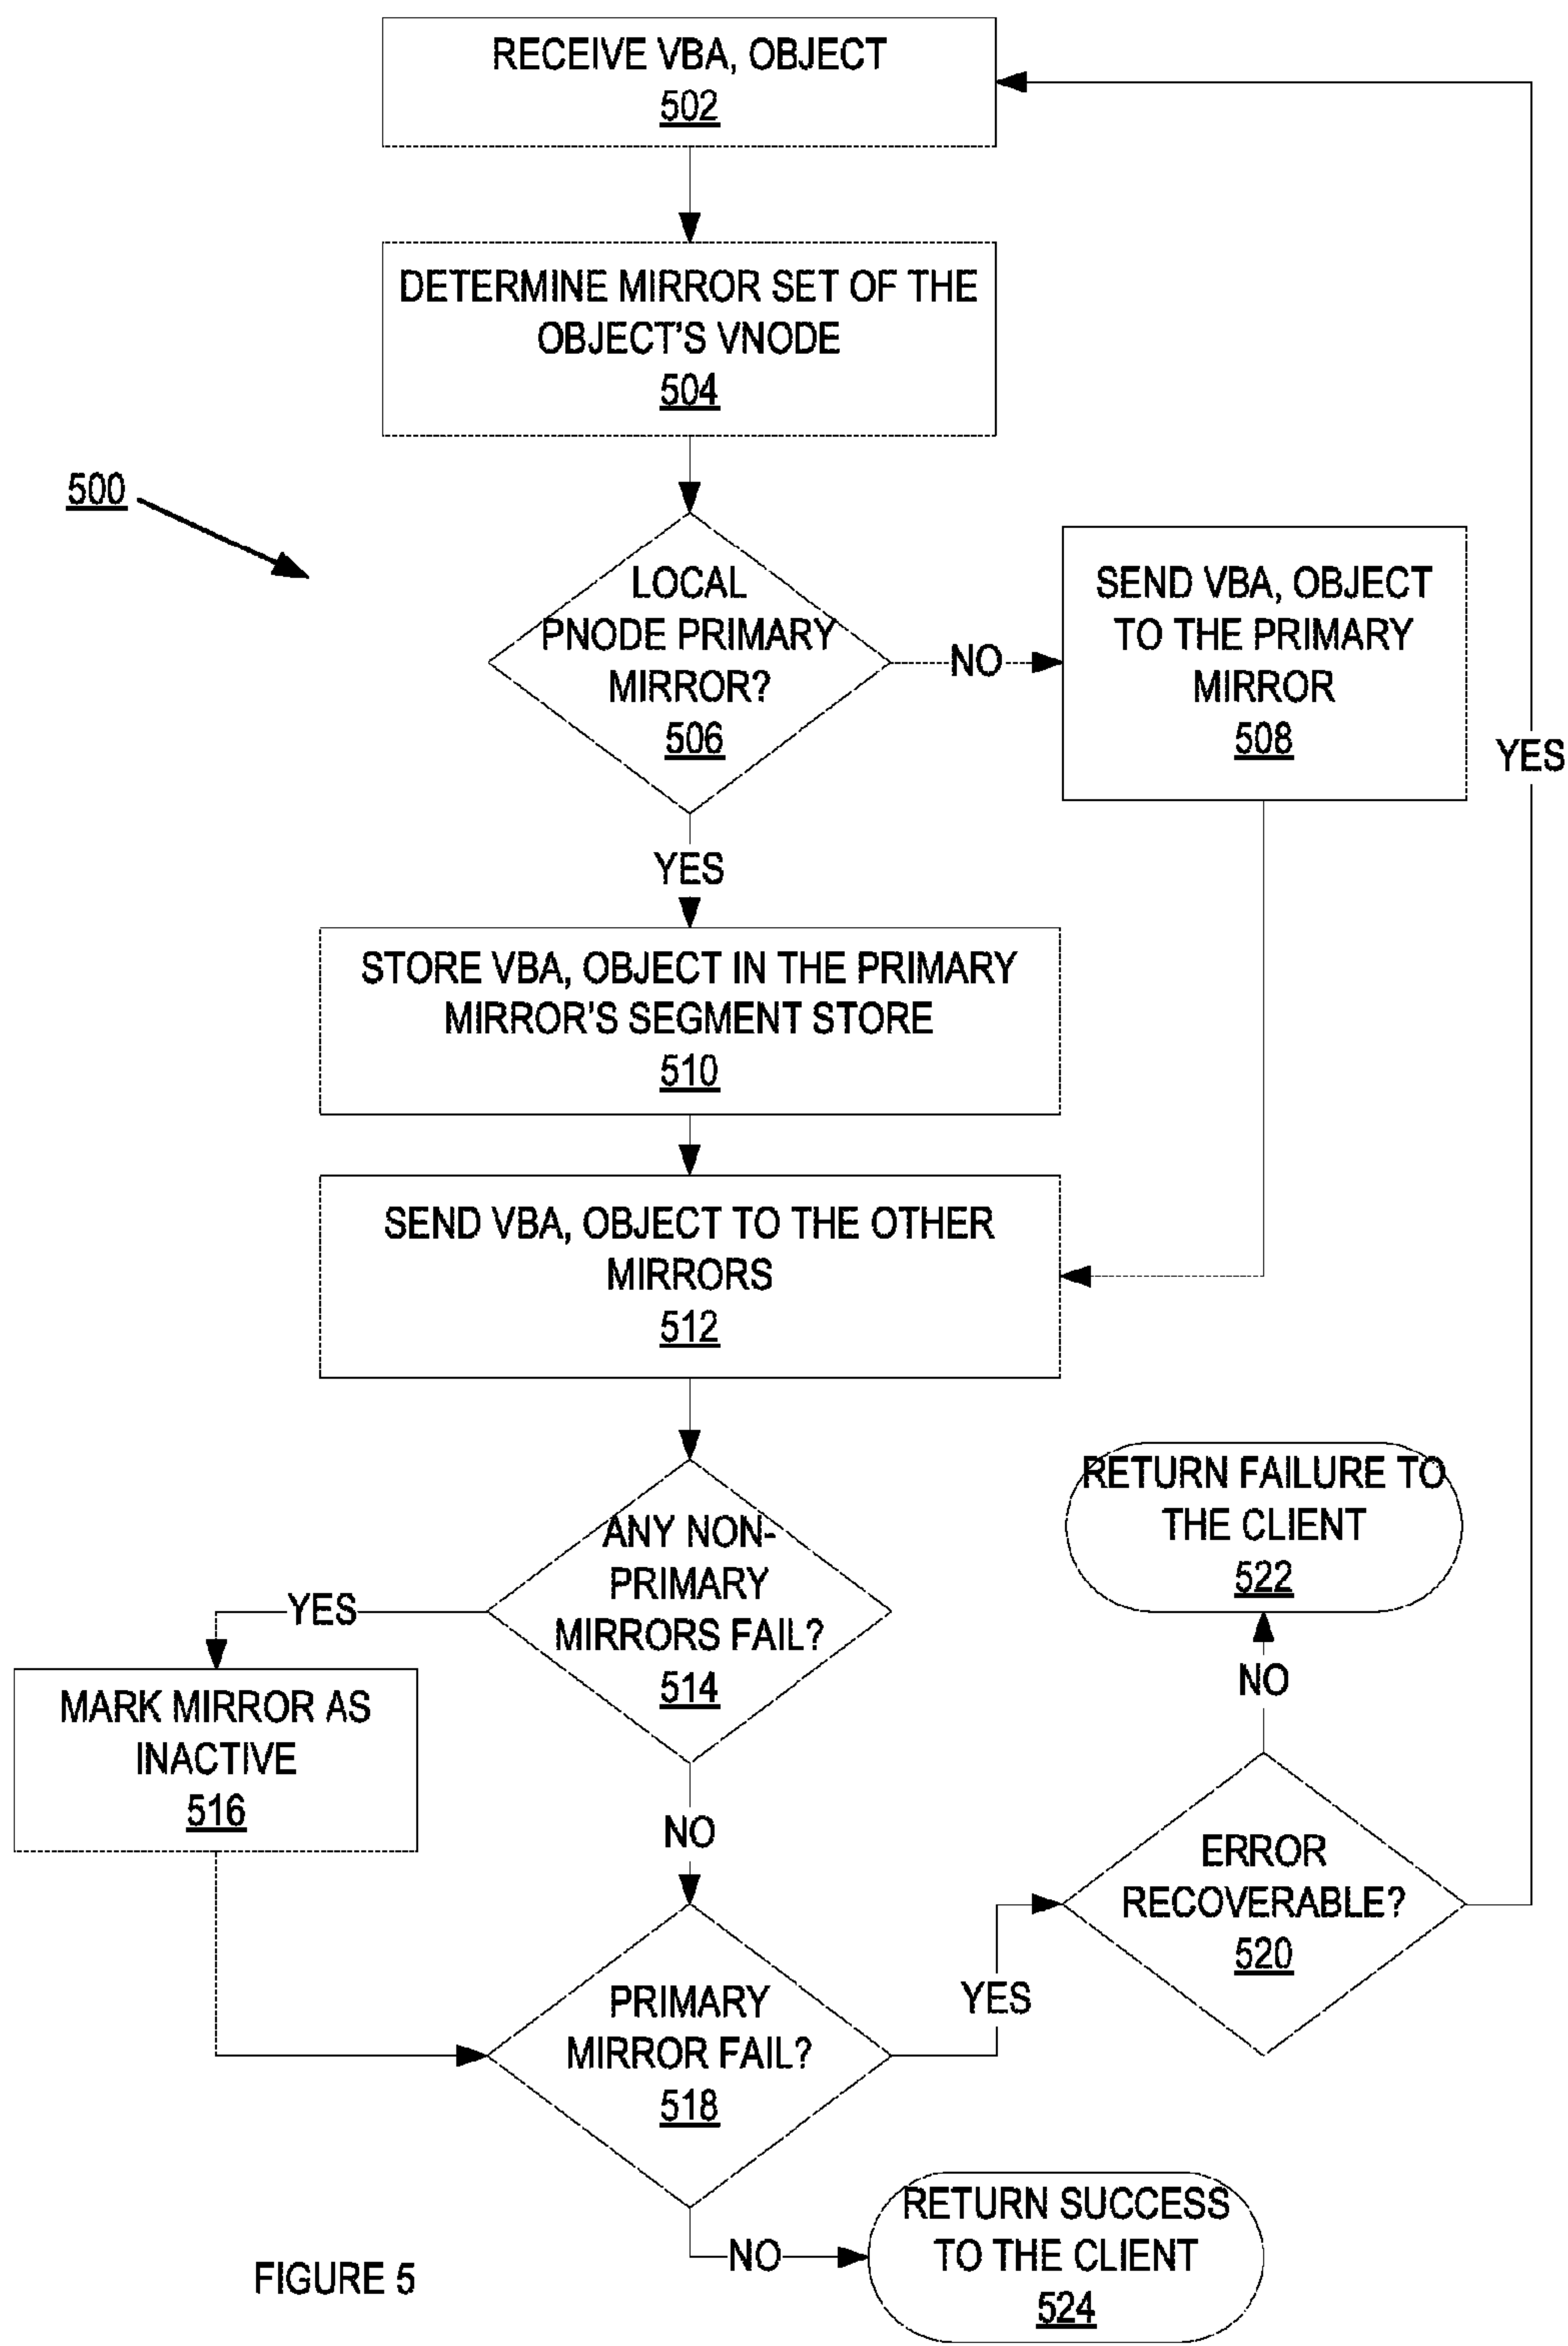 RECEIVE VBA, OBJECT
502
DETERMINE MIRROR SET OF THE
OBJECT'S VNODE
504
500
LOCAL
PNODE PRIMARY
MIRROR?
506
NO
SEND VBA, OBJECT
TO THE PRIMARY
MIRROR
508
YES
YES
STORE VBA, OBJECT IN THE PRIMARY
MIRROR'S SEGMENT STORE
510
SEND VBA, OBJECT TO THE OTHER
MIRRORS
512
ANY NON-
PRIMARY
MIRRORS FAIL?
514
YES
MARK MIRROR AS
INACTIVE
516
NO
RETURN FAILURE TO
THE CLIENT
522
NO
ERROR
RECOVERABLE?
520
PRIMARY
MIRROR FAIL?
518
YES
NO
RETURN SUCCESS
TO THE CLIENT
524
FIGURE 5